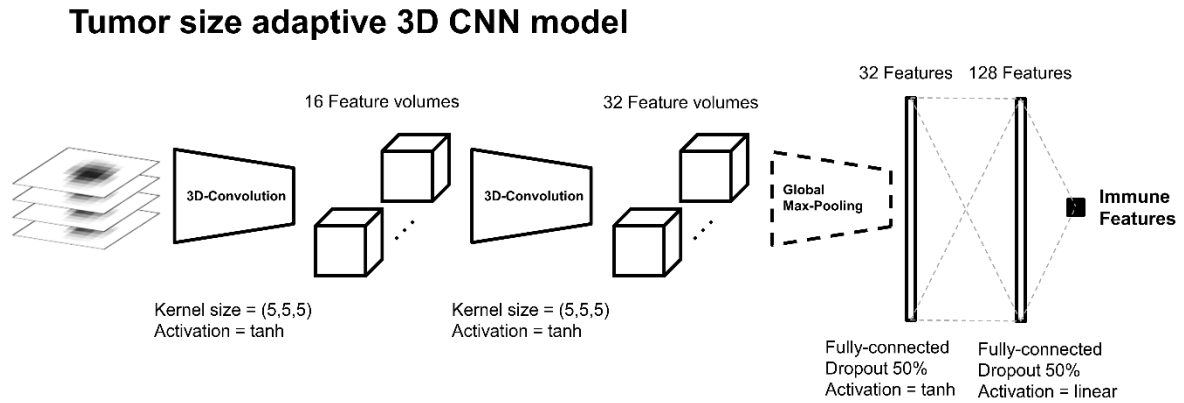 Tumor size adaptive 3D CNN model
32 Features
128 Features
16 Feature volumes
32 Feature volumes
3D-Convolution
3D-Convolution
Global
Max-Pooling
Immune
Features
Kernel size = (5,5,5)
Activation = tanh
Kernel size = (5,5,5)
Activation = tanh
Fully-connected
Dropout 50%
Activation = tanh
Fully-connected
Dropout 50%
Activation = linear